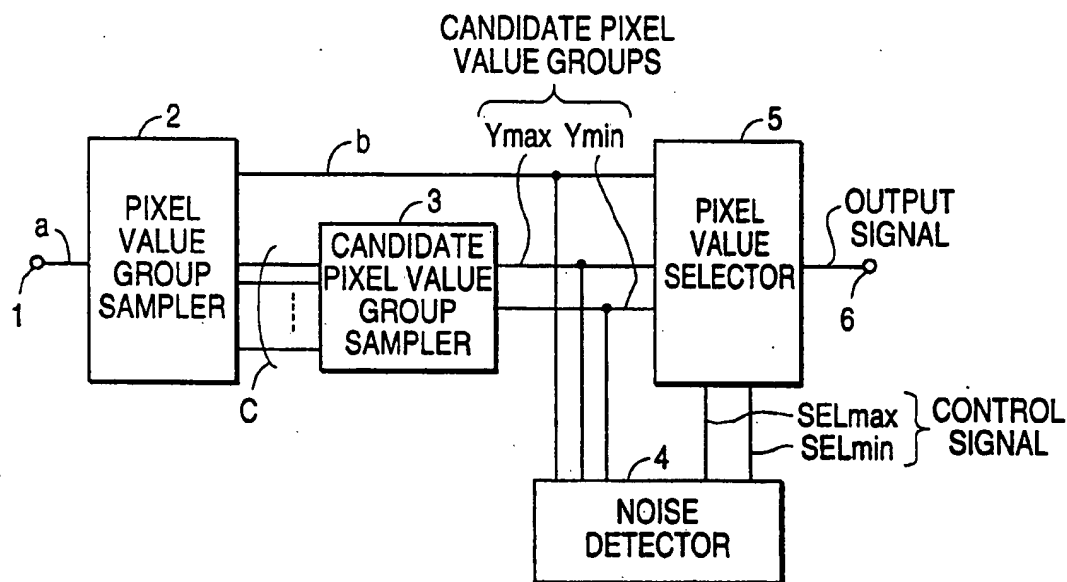 CANDIDATE PIXEL
VALUE GROUPS
Ymax Ymin
2
b
5
3
a
PIXEL
VALUE
GROUP
SAMPLER
CANDIDATE
PIXEL VALUE
GROUP
SAMPLER
PIXEL
VALUE
SELECTOR
OUTPUT
SIGNAL
1
6
C
SELmax
SELmin
CONTROL
SIGNAL
4
NOISE
DETECTOR